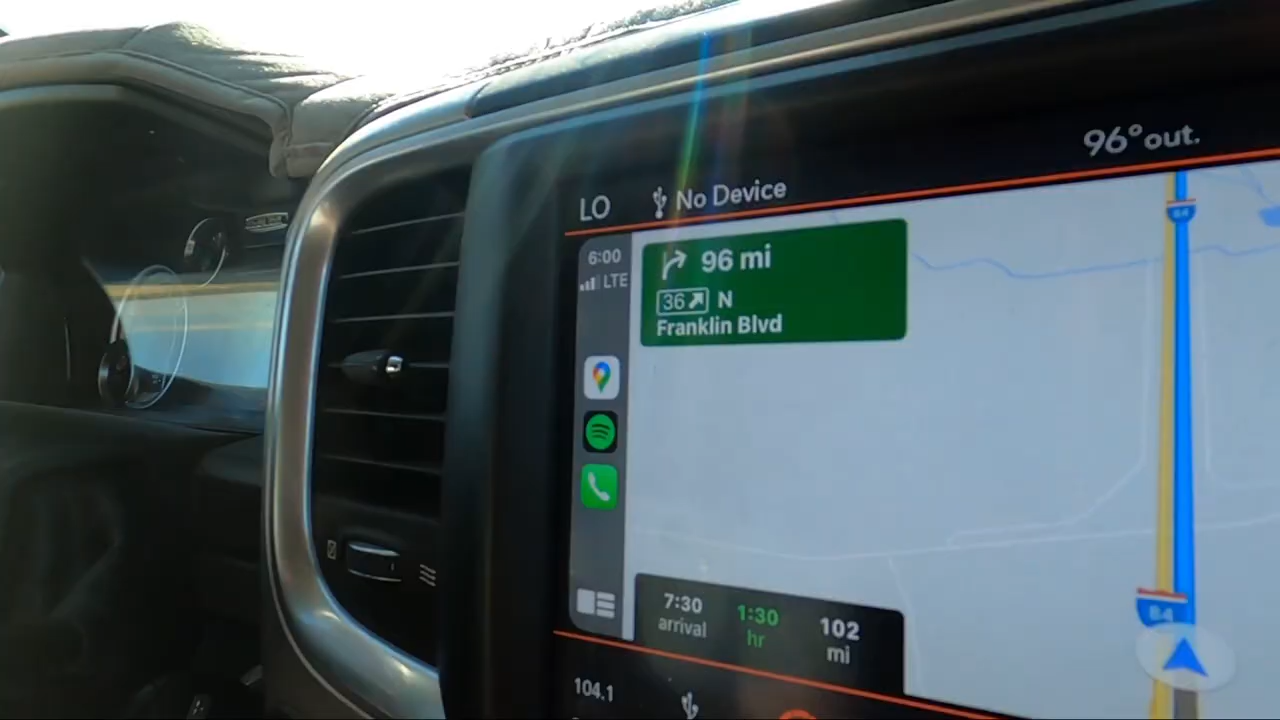 96°out.
LO No Device
6:00
LTE
96 mi
36 N
Franklin Blvd
84
84
7:30 1:30 102
arrival hr mi
104.1